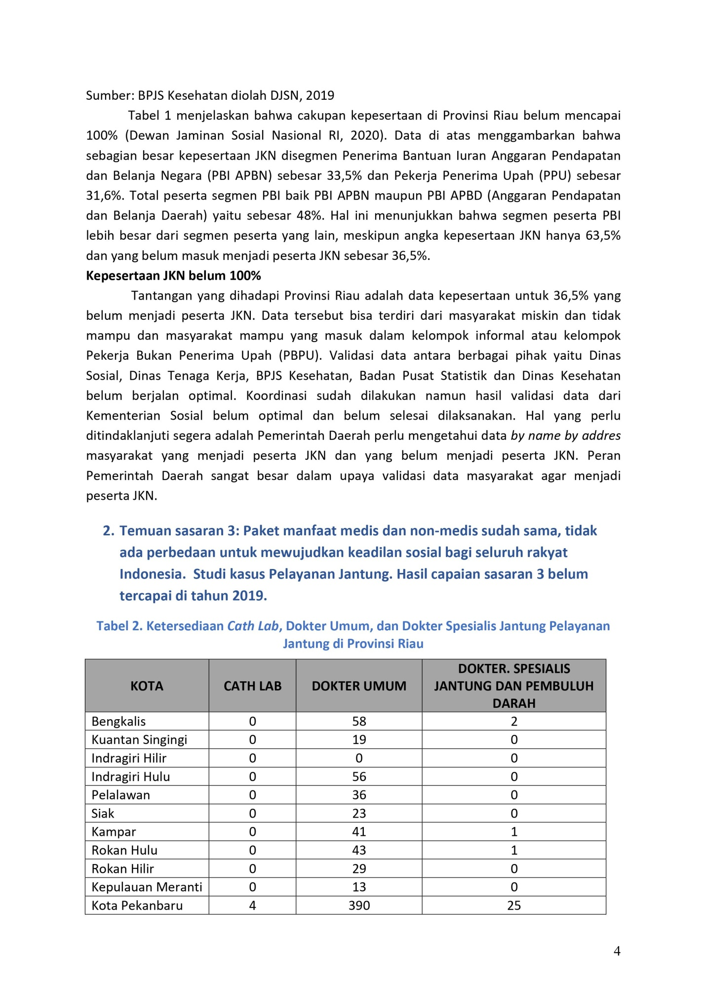 Sumber: BPJS Kesehatan diolah DJSN, 2019
Tabel 1 menjelaskan bahwa cakupan kepesertaan di Provinsi Riau belum mencapai
100% (Dewan Jaminan Sosial Nasional RI, 2020). Data di atas menggambarkan bahwa
sebagian besar kepesertaan JKN disegmen Penerima Bantuan Iuran Anggaran Pendapatan
dan Belanja Negara (PBI APBN) sebesar 33,5% dan Pekerja Penerima Upah (PPU) sebesar
31,6%. Total peserta segmen PBI baik PBI APBN maupun PBI APBD (Anggaran Pendapatan
dan Belanja Daerah) yaitu sebesar 48%. Hal ini menunjukkan bahwa segmen peserta PBI
lebih besar dari segmen peserta yang lain, meskipun angka kepesertaan JKN hanya 63,5%
dan yang belum masuk menjadi peserta JKN sebesar 36,5%.
Kepesertaan JKN belum 100%
Tantangan yang dihadapi Provinsi Riau adalah data kepesertaan untuk 36,5% yang
belum menjadi peserta JKN. Data tersebut bisa terdiri dari masyarakat miskin dan tidak
mampu dan masyarakat mampu yang masuk dalam kelompok informal atau kelompok
Pekerja Bukan Penerima Upah (PBPU). Validasi data antara berbagai pihak yaitu Dinas
Sosial, Dinas Tenaga Kerja, BPJS Kesehatan, Badan Pusat Statistik dan Dinas Kesehatan
belum berjalan optimal. Koordinasi sudah dilakukan namun hasil validasi data dari
Kementerian Sosial belum optimal dan belum selesai dilaksanakan. Hal yang perlu
ditindaklanjuti segera adalah Pemerintah Daerah perlu mengetahui data by name by addres
masyarakat yang menjadi peserta JKN dan yang belum menjadi peserta JKN. Peran
Pemerintah Daerah sangat besar dalam upaya validasi data masyarakat agar menjadi
peserta JKN.
2. Temuan sasaran 3: Paket manfaat medis dan non-medis sudah sama, tidak
ada perbedaan untuk mewujudkan keadilan sosial bagi seluruh rakyat
Indonesia. Studi kasus Pelayanan Jantung. Hasil capaian sasaran 3 belum
tercapai di tahun 2019.
Tabel 2. Ketersediaan Cath Lab, Dokter Umum, dan Dokter Spesialis Jantung Pelayanan
Jantung di Provinsi Riau
KOTA CATH LAB DOKTER UMUM DOKTER. SPESIALIS
JANTUNG DAN PEMBULUH
DARAH
Bengkalis 0 58 2
Kuantan Singingi 0 19 0
Indragiri Hilir 0 0 0
Indragiri Hulu 0 56 0
Pelalawan 0 36 0
Siak 0 23 0
Kampar 0 41 1
Rokan Hulu 0 43 1
Rokan Hilir 0 29 0
Kepulauan Meranti 0 13 0
Kota Pekanbaru 4 390 25
4